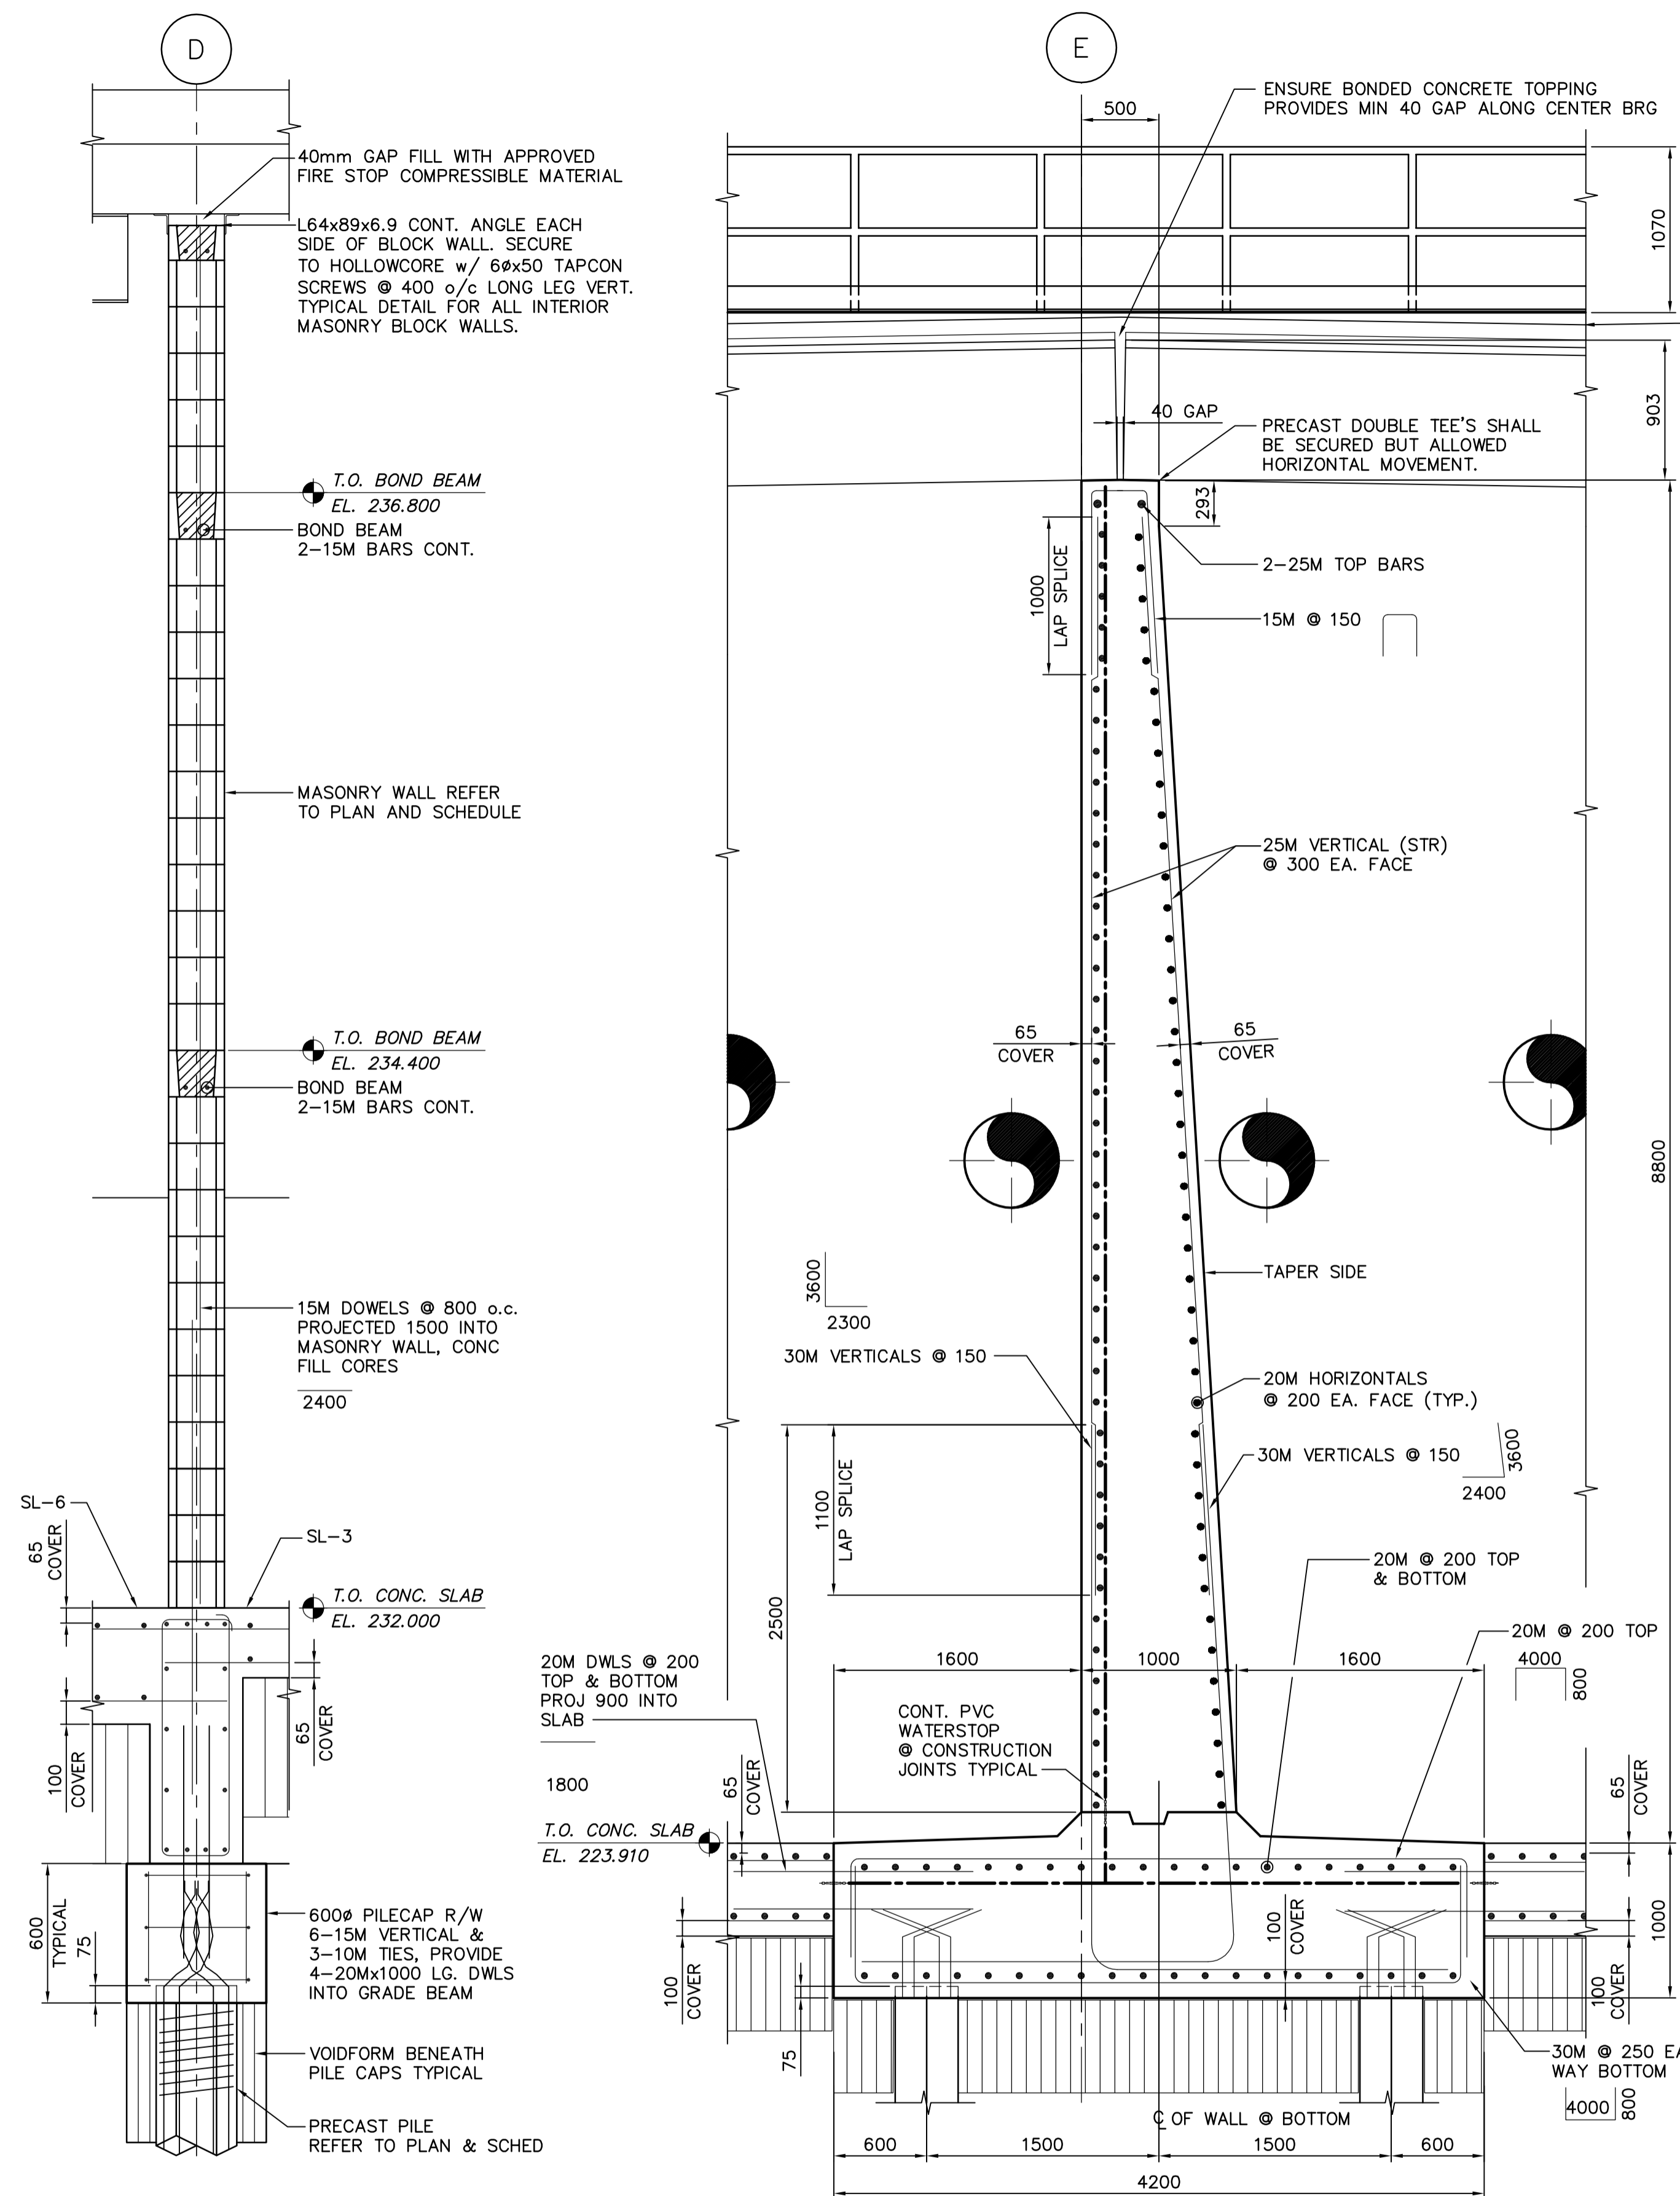 D
E
40mm GAP FILL WITH APPROVED
FIRE STOP COMPRESSIBLE MATERIAL
L64x89x6.9 CONT. ANGLE EACH
SIDE OF BLOCK WALL. SECURE
TO HOLLOWCORE w/ 6øx50 TAPCON
SCREWS @ 400 o/c LONG LEG VERT.
TYPICAL DETAIL FOR ALL INTERIOR
MASONRY BLOCK WALLS.
T.O. BOND BEAM
EL. 236.800
BOND BEAM
2-15M BARS CONT.
MASONRY WALL REFER
TO PLAN AND SCHEDULE
T.O. BOND BEAM
EL. 234.400
BOND BEAM
2-15M BARS CONT.
15M DOWELS @ 800 o.c.
PROJECTED 1500 INTO
MASONRY WALL, CONC
FILL CORES
2400
SL-6
SL-3
65
COVER
T.O. CONC. SLAB
EL. 232.000
65
COVER
100
COVER
600
TYPICAL
75
600ø PILECAP R/W
6-15M VERTICAL &
3-10M TIES, PROVIDE
4-20Mx1000 LG. DWLS
INTO GRADE BEAM
VOIDFORM BENEATH
PILE CAPS TYPICAL
PRECAST PILE
REFER TO PLAN & SCHED
ENSURE BONDED CONCRETE TOPPING
PROVIDES MIN 40 GAP ALONG CENTER BRG
500
1070
903
40 GAP
PRECAST DOUBLE TEE'S SHALL
BE SECURED BUT ALLOWED
HORIZONTAL MOVEMENT.
293
2-25M TOP BARS
1000
LAP SPLICE
15M @ 150
25M VERTICAL (STR)
@ 300 EA. FACE
65
COVER
65
COVER
8800
3600
2300
TAPER SIDE
30M VERTICALS @ 150
20M HORIZONTALS
@ 200 EA. FACE (TYP.)
30M VERTICALS @ 150
3600
2400
1100
LAP SPLICE
2500
20M @ 200 TOP
& BOTTOM
20M @ 200 TOP
4000
800
1600
1000
1600
20M DWLS @ 200
TOP & BOTTOM
PROJ 900 INTO
SLAB
1800
CONT. PVC
WATERSTOP
@ CONSTRUCTION
JOINTS TYPICAL
65
COVER
65
COVER
T.O. CONC. SLAB
EL. 223.910
100
COVER
100
COVER
1000
100
COVER
75
30M @ 250 EA
WAY BOTTOM
4000
800
℄ OF WALL @ BOTTOM
600
1500
1500
600
4200